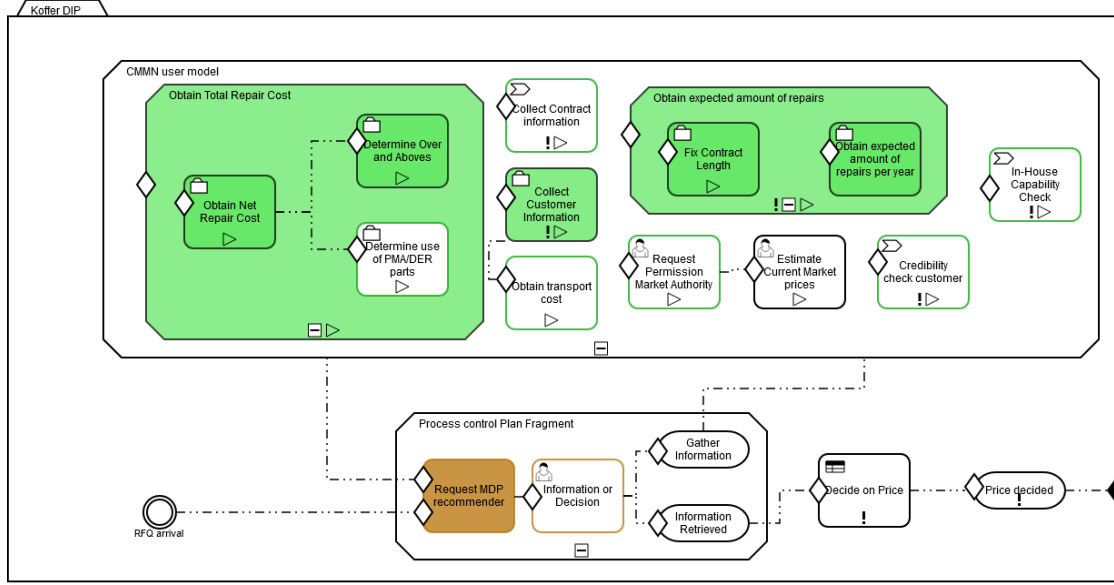 Koffer DIP
CMMN user model
Obtain Total Repair Cost
Obtain Net
Repair Cost
Determine Over
and Aboves
Determine use
of PMA/DER
parts
Collect Contract
information
!
Collect
Customer
Information
!
Obtain transport
cost
Obtain expected amount of repairs
Fix Contract
Length
Obtain expected
amount of
repairs per year
!
Request
Permission
Market Authority
Estimate
Current Market
prices
Credibility
check customer
!
In-House
Capability
Check
!
Process control Plan Fragment
Request MDP
recommender
Information or
Decision
Gather
Information
Information
Retrieved
Decide on Price
!
Price decided
!
RFQ arrival